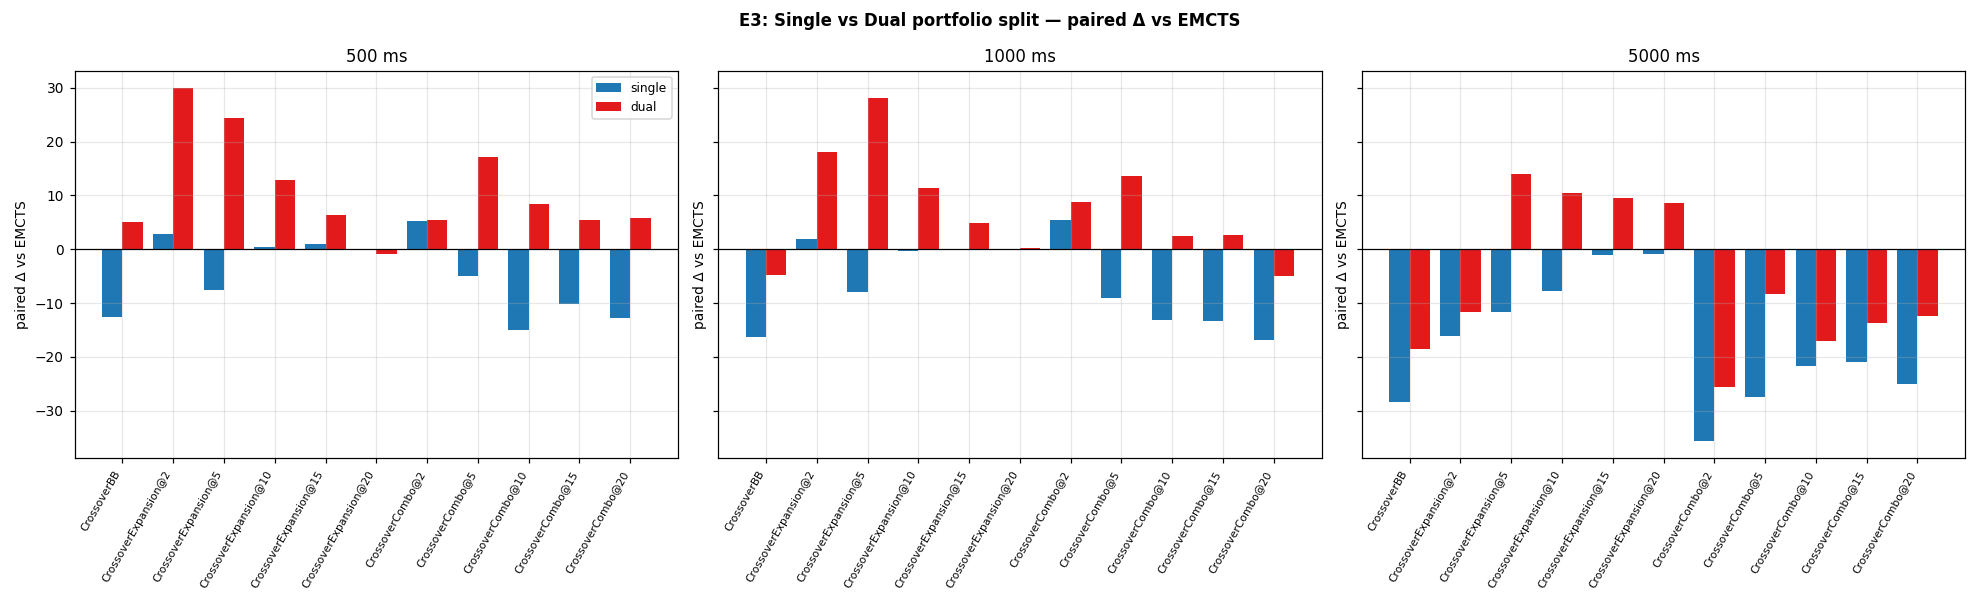 E3: Single vs Dual portfolio split — paired Δ vs EMCTS
500 ms
single
dual
paired Δ vs EMCTS
30
20
10
0
−10
−20
−30
CrossoverBB
CrossoverExpansion@2
CrossoverExpansion@5
CrossoverExpansion@10
CrossoverExpansion@15
CrossoverExpansion@20
CrossoverCombo@2
CrossoverCombo@5
CrossoverCombo@10
CrossoverCombo@15
CrossoverCombo@20
1000 ms
paired Δ vs EMCTS
CrossoverBB
CrossoverExpansion@2
CrossoverExpansion@5
CrossoverExpansion@10
CrossoverExpansion@15
CrossoverExpansion@20
CrossoverCombo@2
CrossoverCombo@5
CrossoverCombo@10
CrossoverCombo@15
CrossoverCombo@20
5000 ms
paired Δ vs EMCTS
CrossoverBB
CrossoverExpansion@2
CrossoverExpansion@5
CrossoverExpansion@10
CrossoverExpansion@15
CrossoverExpansion@20
CrossoverCombo@2
CrossoverCombo@5
CrossoverCombo@10
CrossoverCombo@15
CrossoverCombo@20